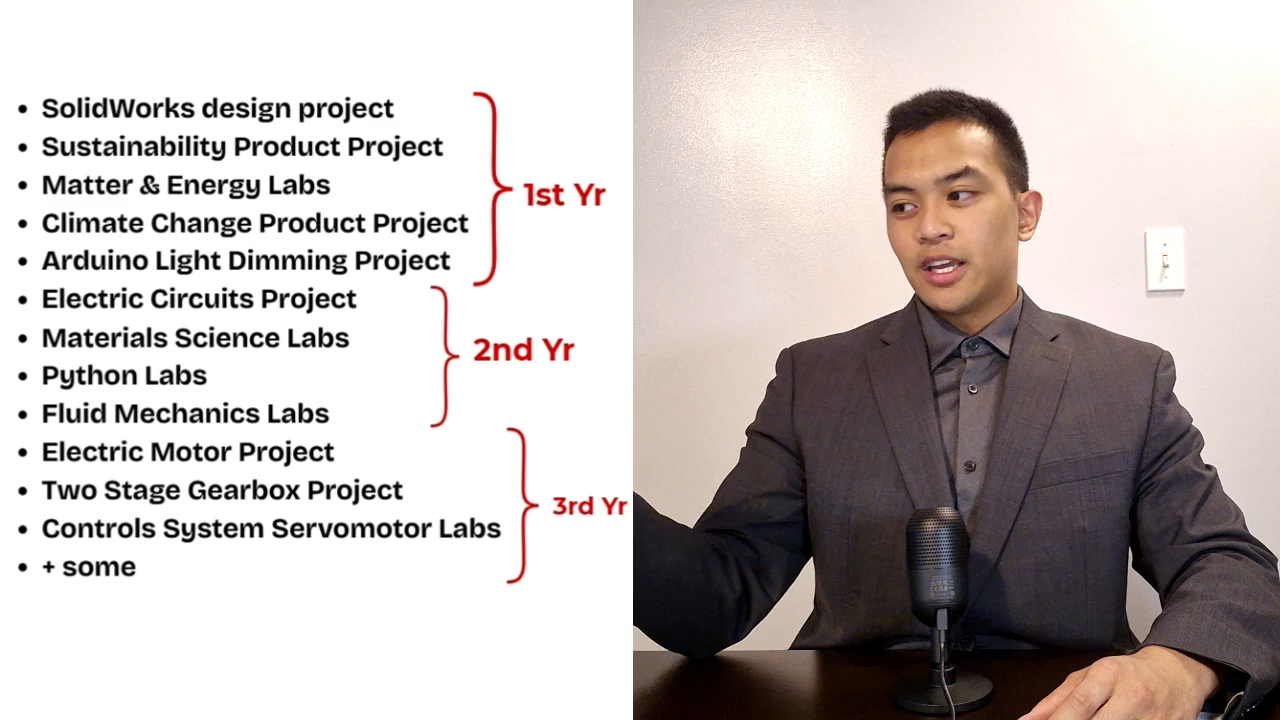 • SolidWorks design project
• Sustainability Product Project
• Matter & Energy Labs
• Climate Change Product Project
• Arduino Light Dimming Project
1st Yr
• Electric Circuits Project
• Materials Science Labs
• Python Labs
• Fluid Mechanics Labs
2nd Yr
• Electric Motor Project
• Two Stage Gearbox Project
• Controls System Servomotor Labs
• + some
3rd Yr